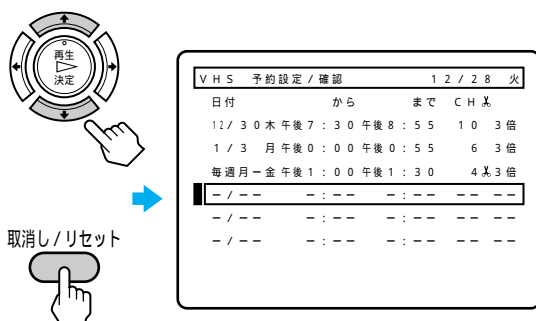 再生
決定
取消し/リセット
VHS 予約設定/確認 12/28 火
日付 から まで CH
12/30木 午後7:30 午後8:55 10 3倍
1/3 月 午後0:00 午後0:55 6 3倍
毎週月-金 午後1:00 午後1:30 4 3倍
-/-- -:-- -:-- -- --
-/-- -:-- -:-- -- --
-/-- -:-- -:-- -- --